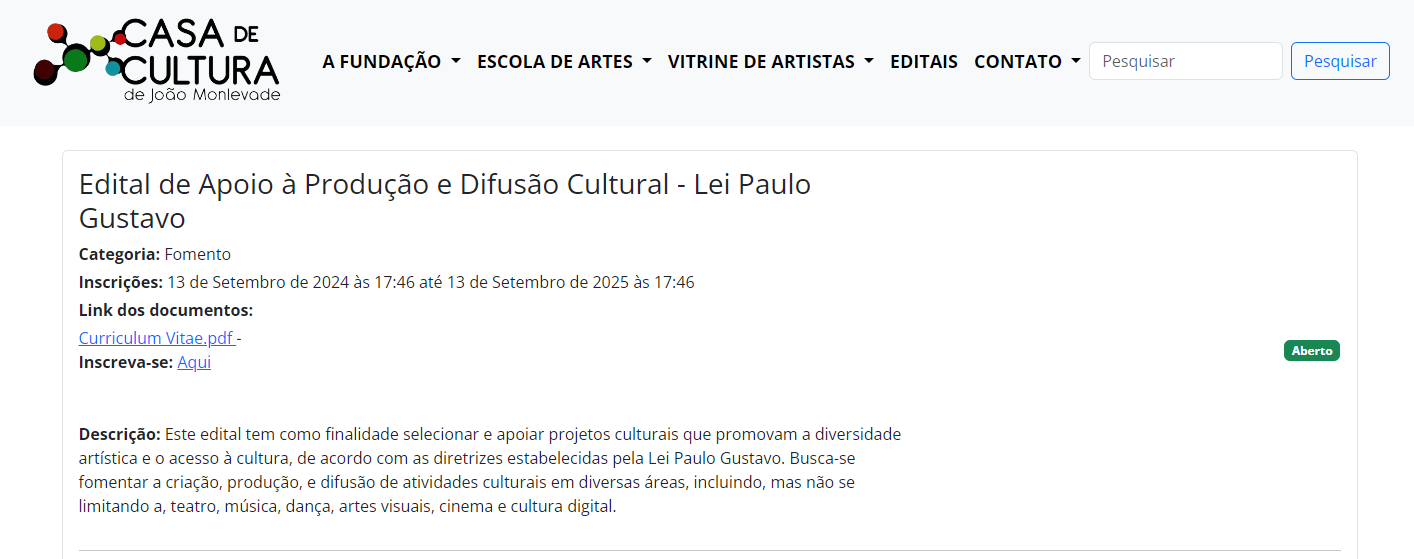 CASA DE
CULTURA
de João Monlevade
A FUNDAÇÃO
ESCOLA DE ARTES
VITRINE DE ARTISTAS
EDITAIS
CONTATO
Pesquisar
Pesquisar
Edital de Apoio à Produção e Difusão Cultural - Lei Paulo
Gustavo
Categoria: Fomento
Inscrições: 13 de Setembro de 2024 às 17:46 até 13 de Setembro de 2025 às 17:46
Link dos documentos:
Curriculum Vitae.pdf -
Aberto
Inscreva-se: Aqui
Descrição: Este edital tem como finalidade selecionar e apoiar projetos culturais que promovam a diversidade
artística e o acesso à cultura, de acordo com as diretrizes estabelecidas pela Lei Paulo Gustavo. Busca-se
fomentar a criação, produção, e difusão de atividades culturais em diversas áreas, incluindo, mas não se
limitando a, teatro, música, dança, artes visuais, cinema e cultura digital.